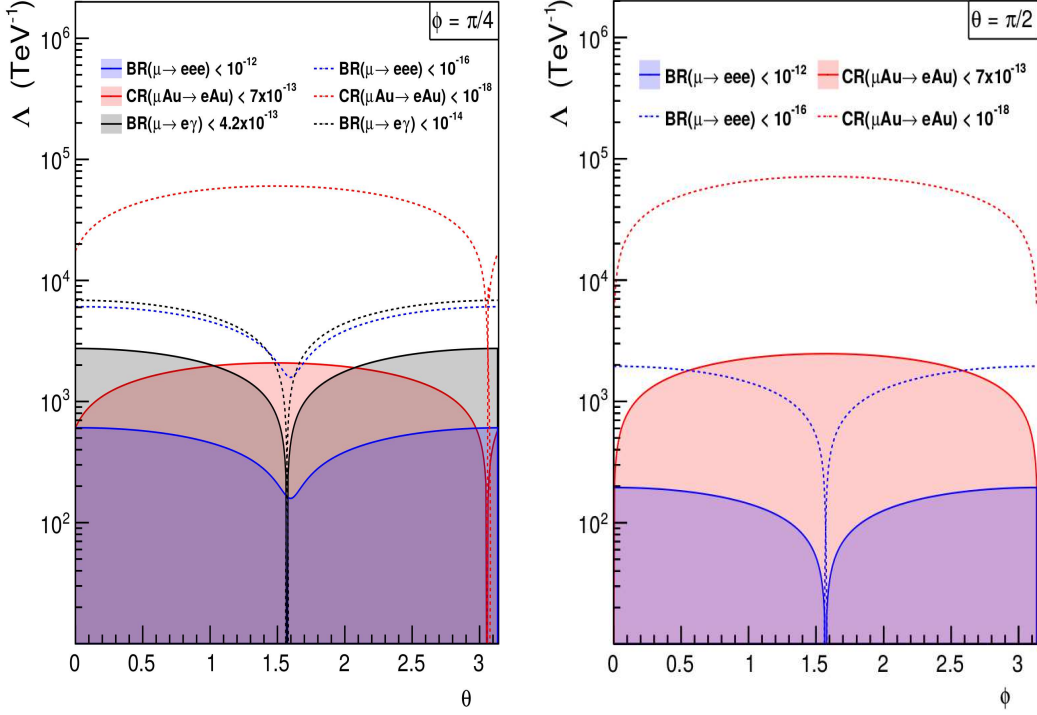 φ = π/4
Λ (TeV⁻¹)
BR(μ→ eee) < 10⁻¹²
CR(μAu→ eAu) < 7x10⁻¹³
BR(μ→ eγ) < 4.2x10⁻¹³
BR(μ→ eee) < 10⁻¹⁶
CR(μAu→ eAu) < 10⁻¹⁸
BR(μ→ eγ) < 10⁻¹⁴
10⁶
10⁵
10⁴
10³
10²
0 0.5 1 1.5 2 2.5 3
θ
θ = π/2
Λ (TeV⁻¹)
BR(μ→ eee) < 10⁻¹² CR(μAu→ eAu) < 7x10⁻¹³
BR(μ→ eee) < 10⁻¹⁶ CR(μAu→ eAu) < 10⁻¹⁸
10⁶
10⁵
10⁴
10³
10²
0 0.5 1 1.5 2 2.5 3
ϕ